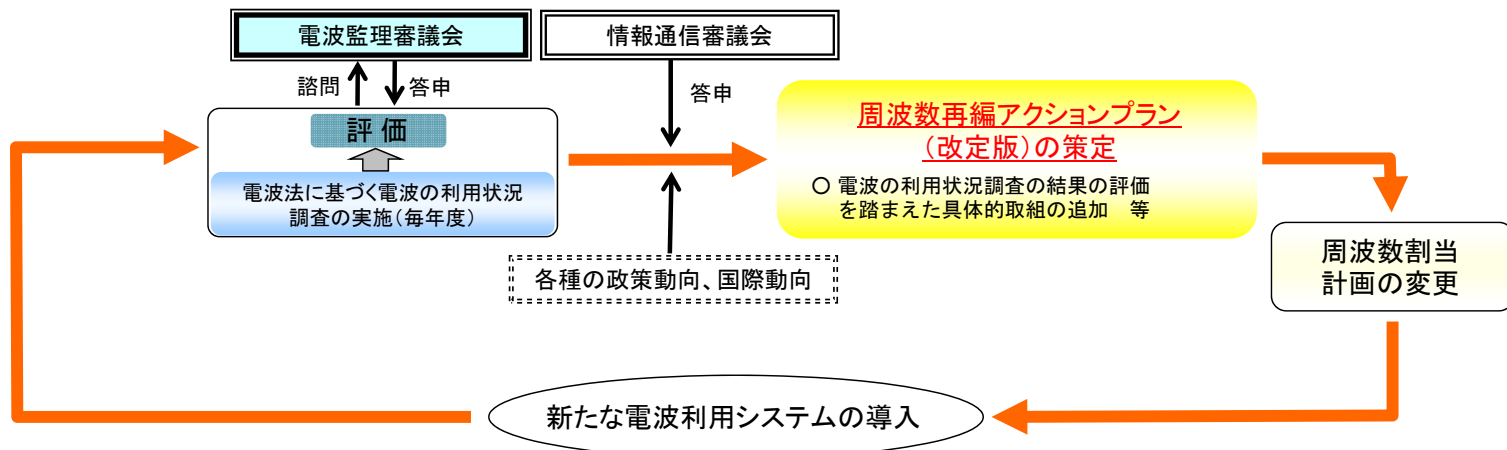 電波監理審議会
情報通信審議会
諮問
答申
答申
評価
電波法に基づく電波の利用状況
調査の実施(毎年度)
周波数再編アクションプラン
(改定版)の策定
○ 電波の利用状況調査の結果の評価
を踏まえた具体的取組の追加 等
各種の政策動向、国際動向
周波数割当
計画の変更
新たな電波利用システムの導入